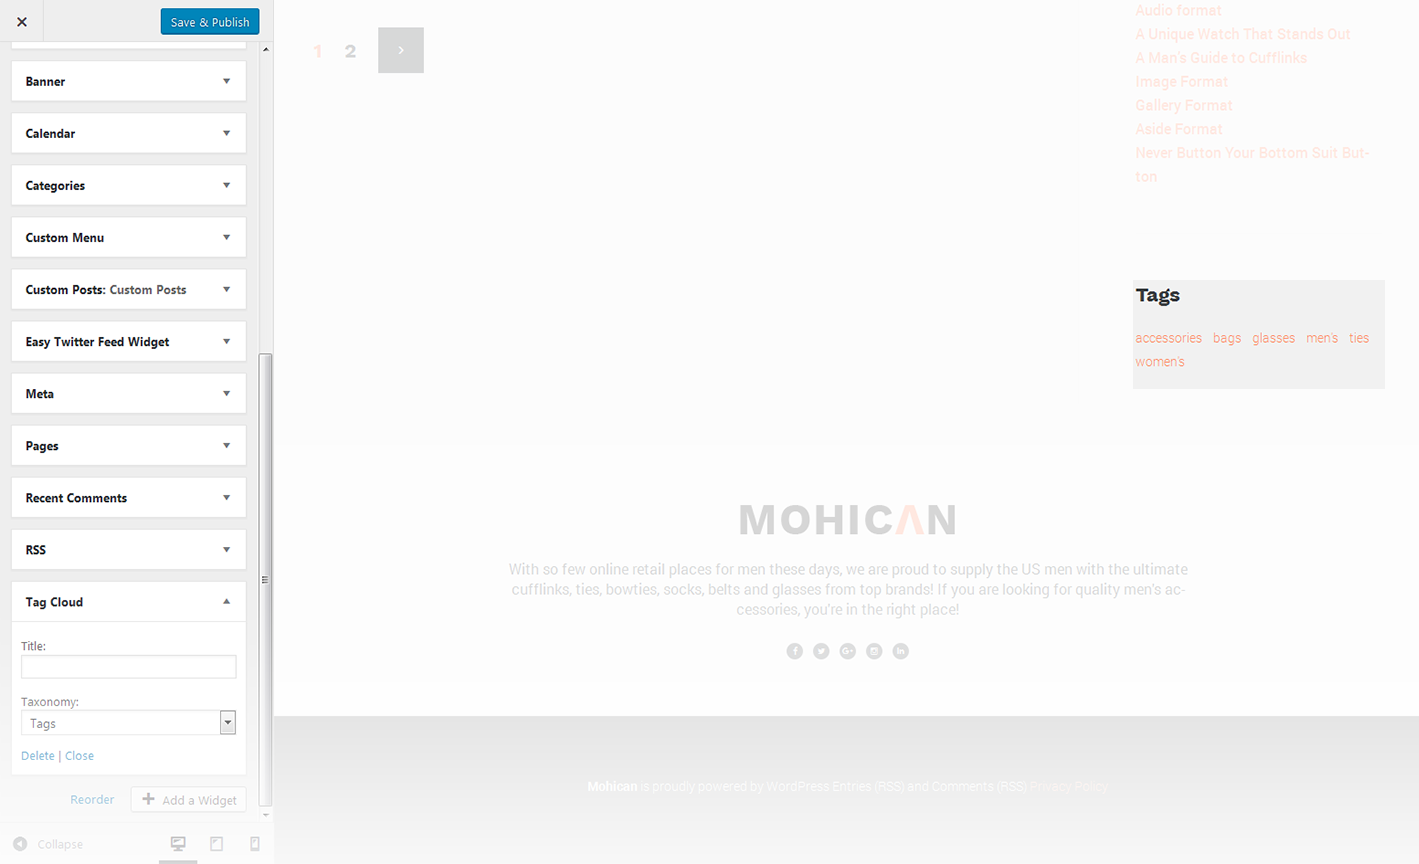 Save & Publish
Banner
Calendar
Categories
Custom Menu
Custom Posts: Custom Posts
Easy Twitter Feed Widget
Meta
Pages
Recent Comments
RSS
Tag Cloud
Title:
Taxonomy:
Tags
Delete | Close
Reorder
Add a Widget
Collapse
1 2
Audio format
A Unique Watch That Stands Out
A Man's Guide to Cufflinks
Image Format
Gallery Format
Aside Format
Never Button Your Bottom Suit But-
ton
Tags
accessories bags glasses men's ties
women's
MOHICAN
With so few online retail places for men these days, we are proud to supply the US men with the ultimate
cufflinks, ties, bowties, socks, belts and glasses from top brands! If you are looking for quality men's ac-
cessories, you're in the right place!
Mohican is proudly powered by WordPress Entries (RSS) and Comments (RSS) Privacy Policy